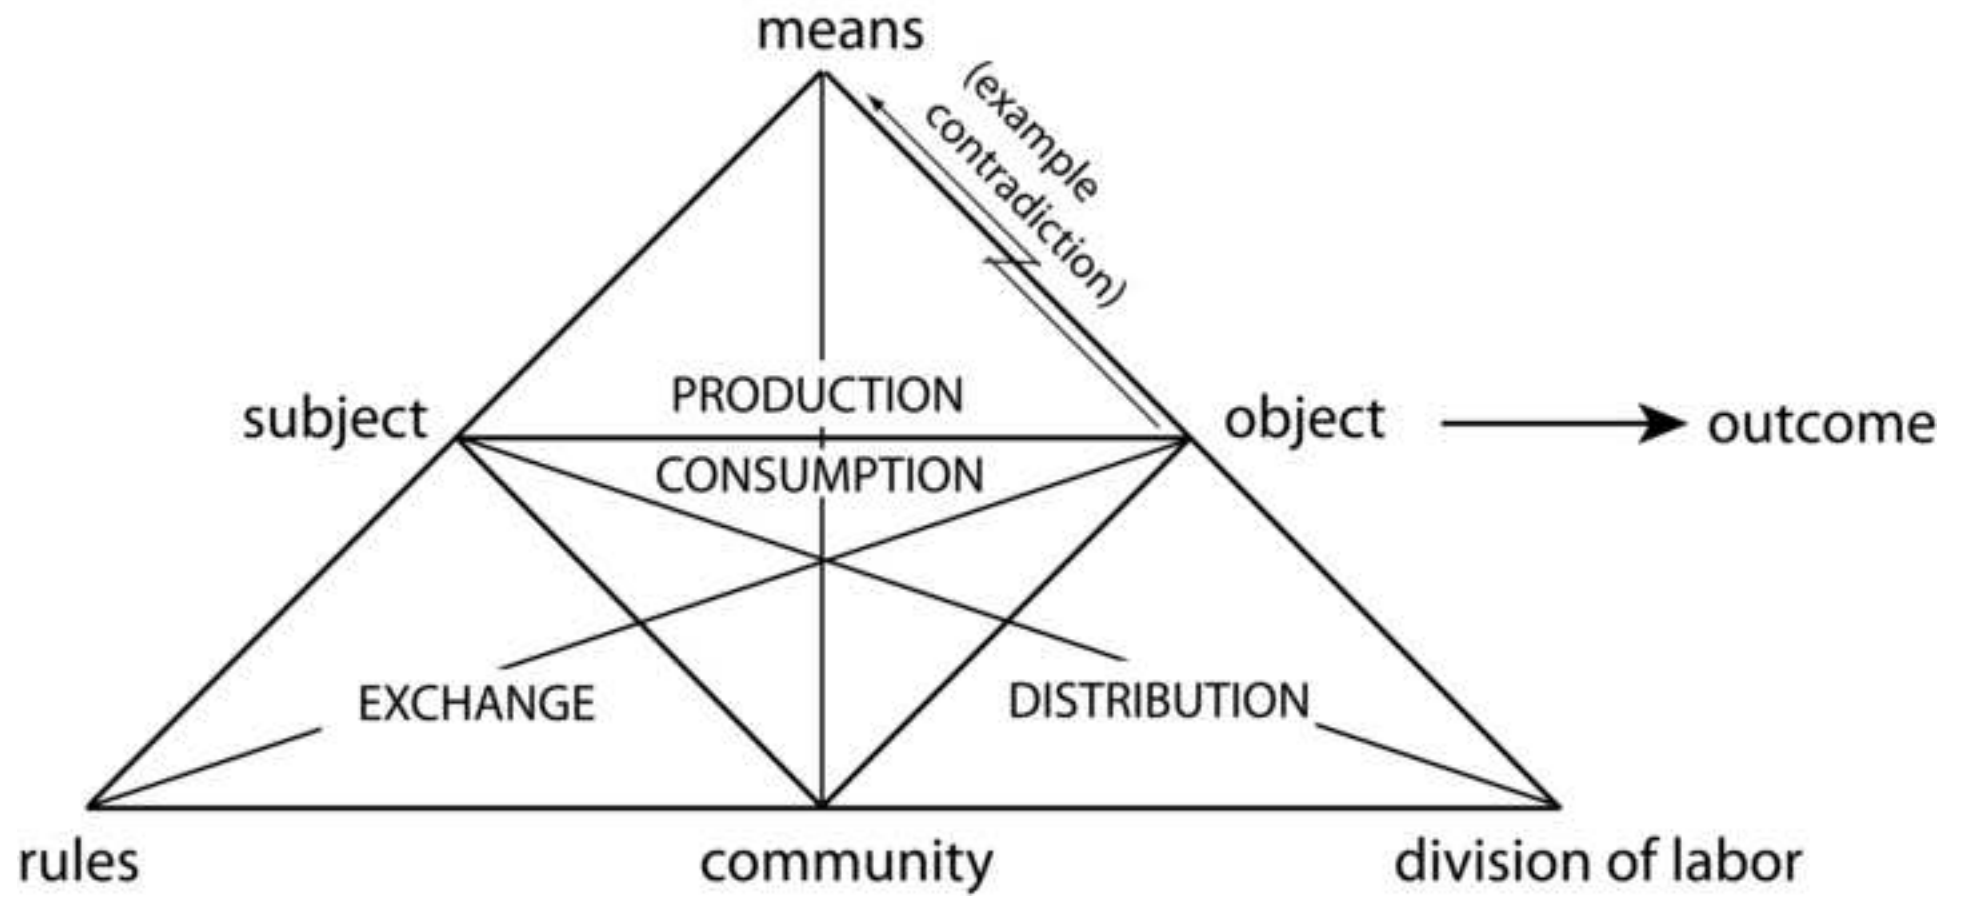 means
(example
contradiction)
PRODUCTION
subject
object
outcome
CONSUMPTION
EXCHANGE
DISTRIBUTION
rules
community
division of labor